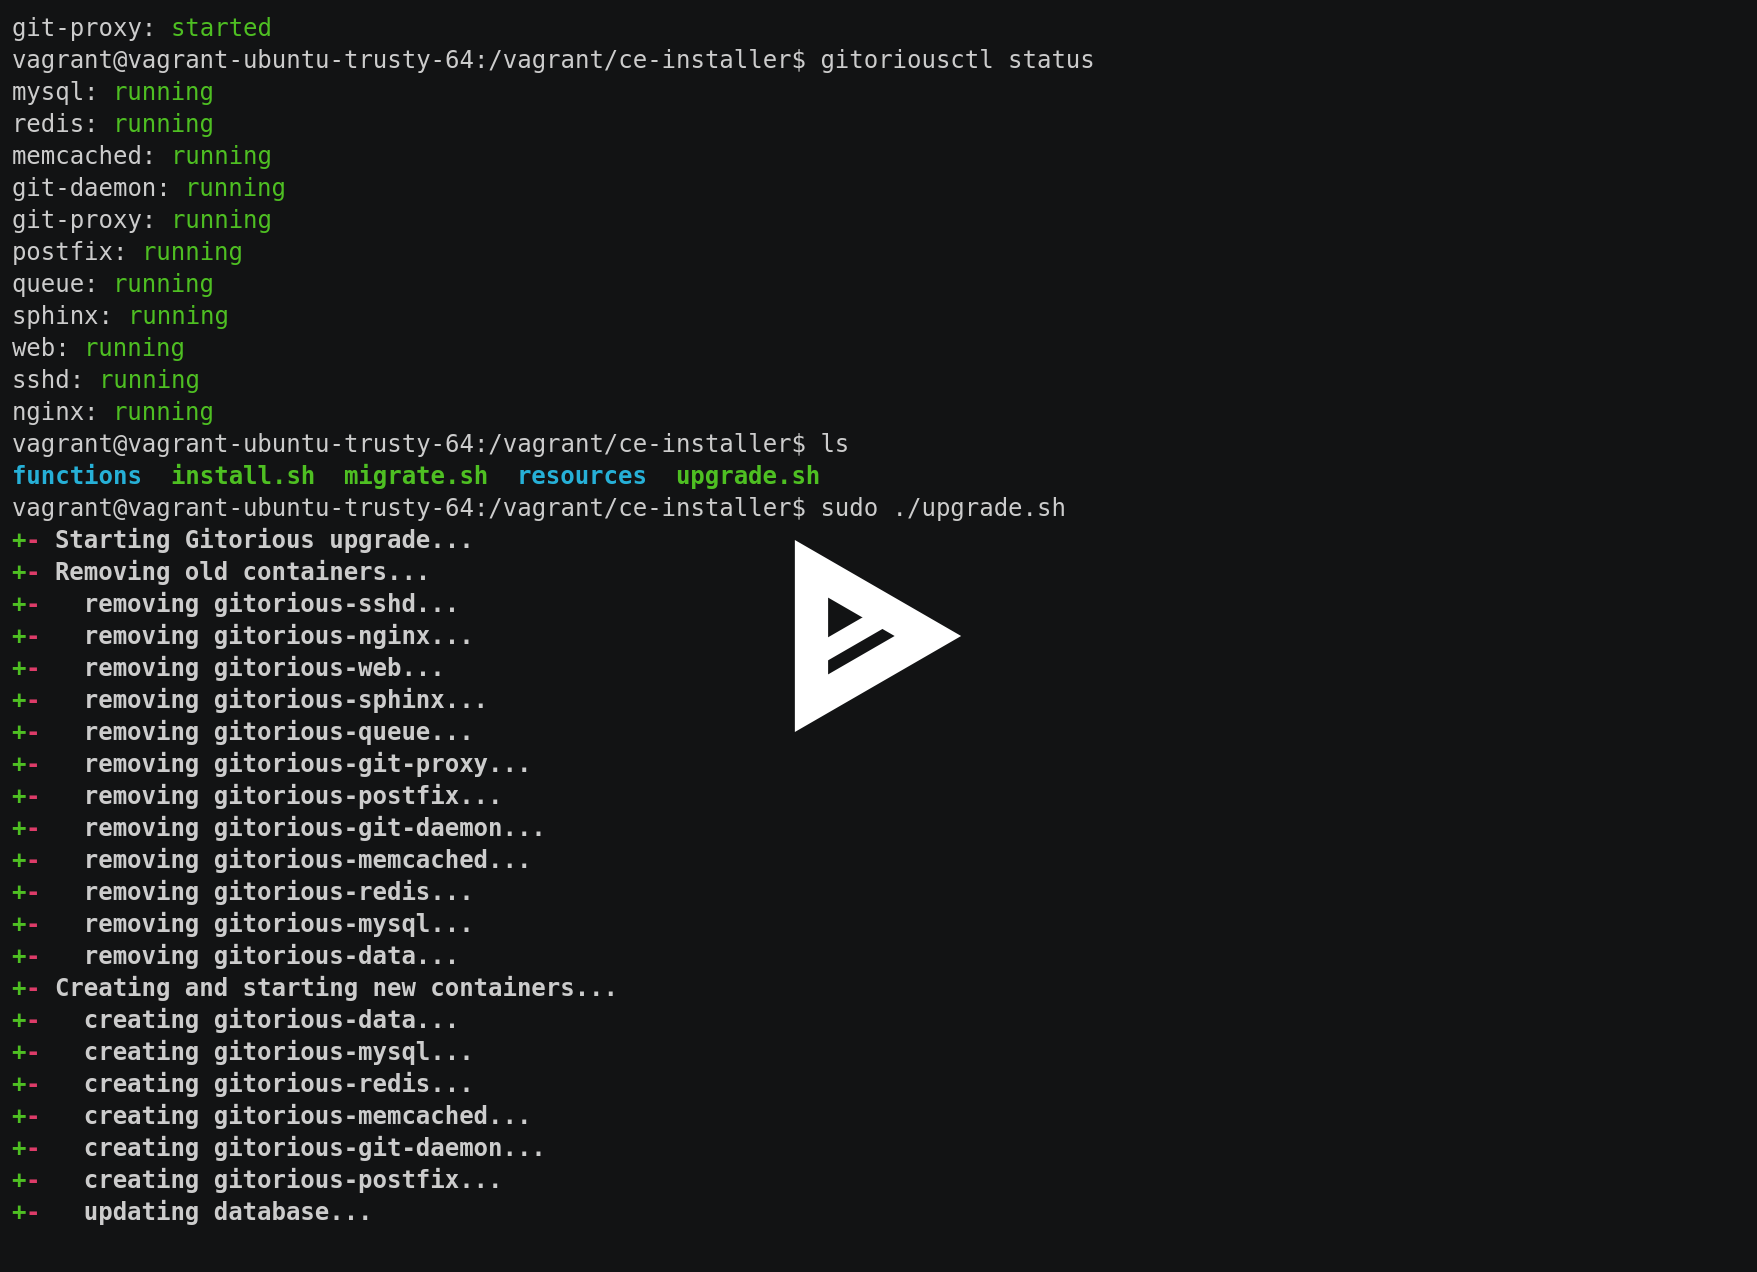 git-proxy: started
vagrant@vagrant-ubuntu-trusty-64:/vagrant/ce-installer$ gitoriousctl status
mysql: running
redis: running
memcached: running
git-daemon: running
git-proxy: running
postfix: running
queue: running
sphinx: running
web: running
sshd: running
nginx: running
vagrant@vagrant-ubuntu-trusty-64:/vagrant/ce-installer$ ls
functions  install.sh  migrate.sh  resources  upgrade.sh
vagrant@vagrant-ubuntu-trusty-64:/vagrant/ce-installer$ sudo ./upgrade.sh
+- Starting Gitorious upgrade...
+- Removing old containers...
+-   removing gitorious-sshd...
+-   removing gitorious-nginx...
+-   removing gitorious-web...
+-   removing gitorious-sphinx...
+-   removing gitorious-queue...
+-   removing gitorious-git-proxy...
+-   removing gitorious-postfix...
+-   removing gitorious-git-daemon...
+-   removing gitorious-memcached...
+-   removing gitorious-redis...
+-   removing gitorious-mysql...
+-   removing gitorious-data...
+- Creating and starting new containers...
+-   creating gitorious-data...
+-   creating gitorious-mysql...
+-   creating gitorious-redis...
+-   creating gitorious-memcached...
+-   creating gitorious-git-daemon...
+-   creating gitorious-postfix...
+-   updating database...